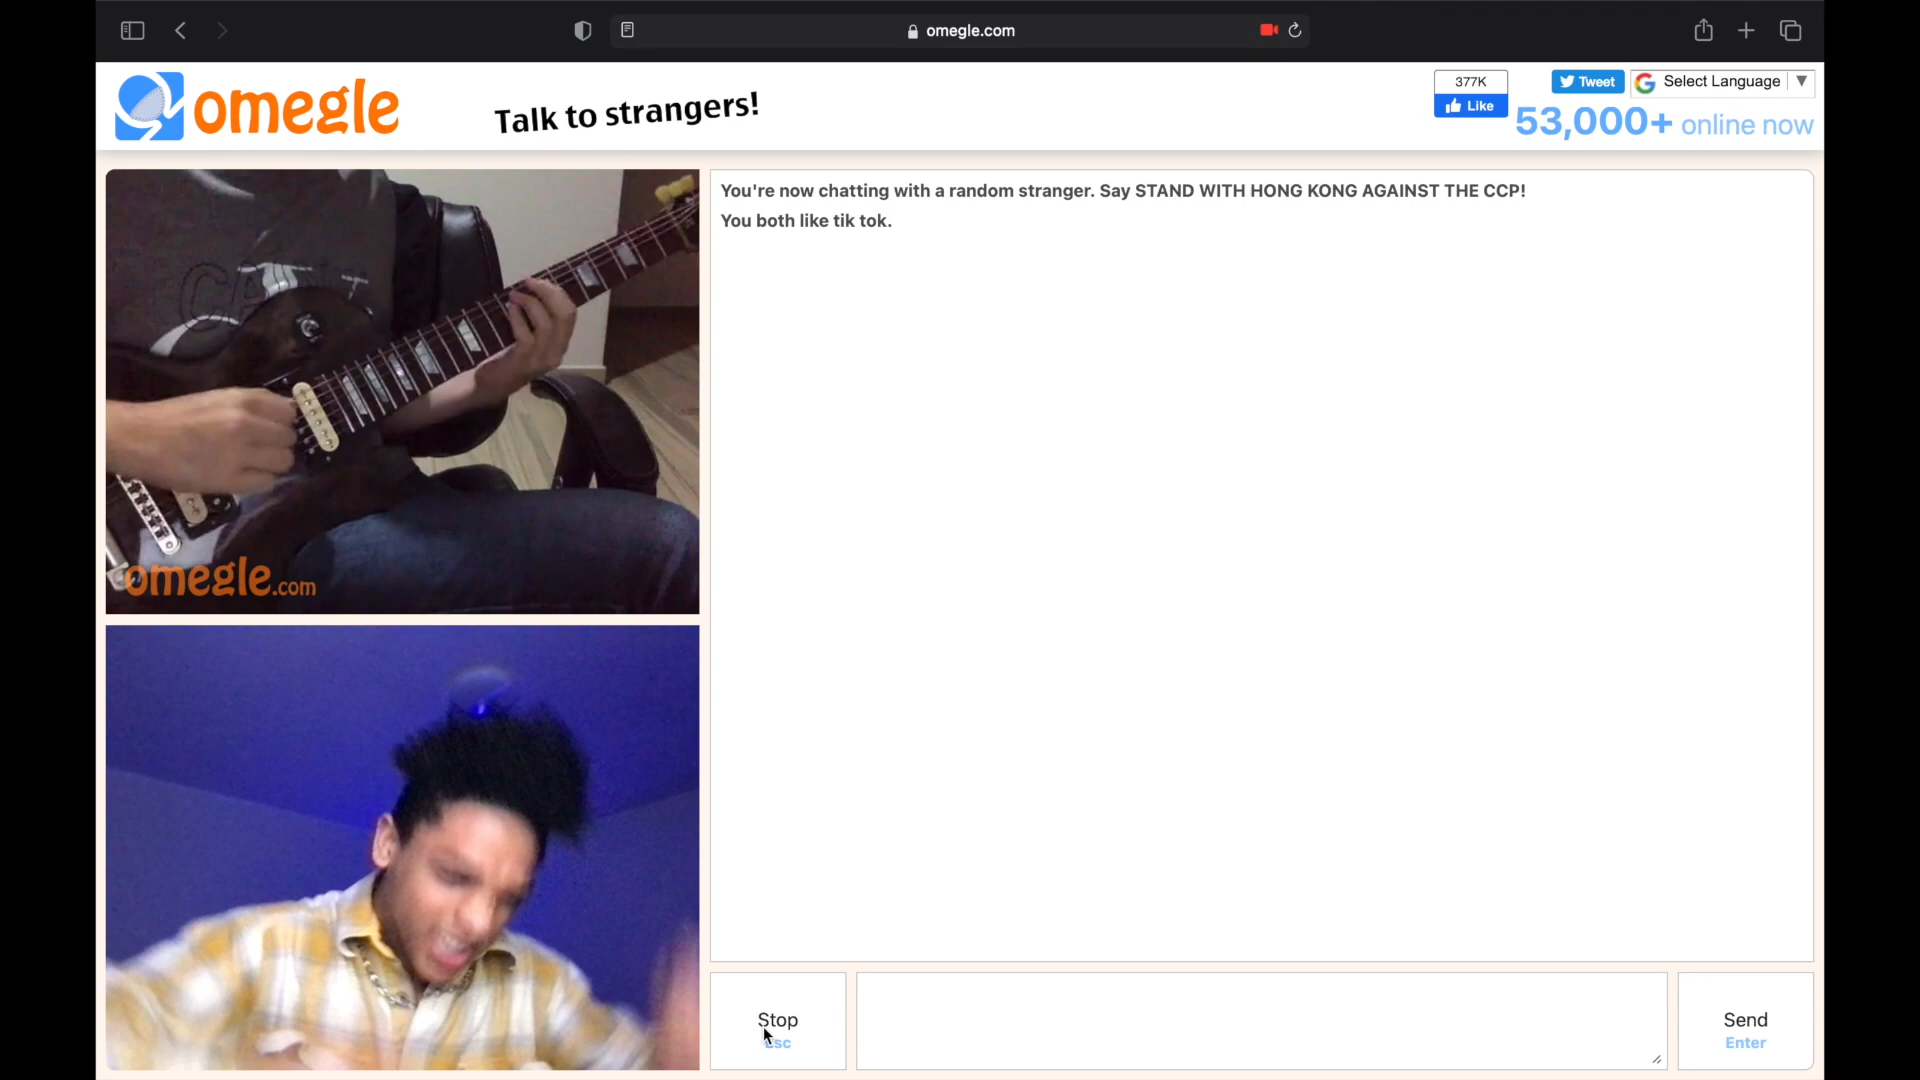 omegle.com
omegle
Talk to strangers!
377K
Like
Tweet
Select Language
53,000+ online now
You're now chatting with a random stranger. Say STAND WITH HONG KONG AGAINST THE CCP!
You both like tik tok.
omegle.com
Stop
Esc
Send
Enter